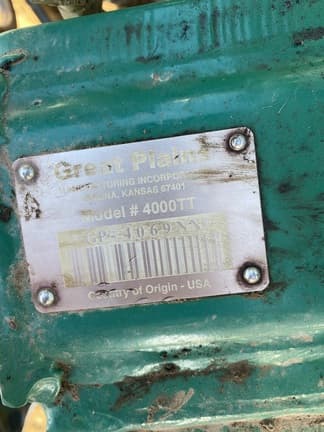 Great Plains
MANUFACTURING INCORPORATED
SALINA, KANSAS 67401
Model # 4000TT
Country of Origin - USA